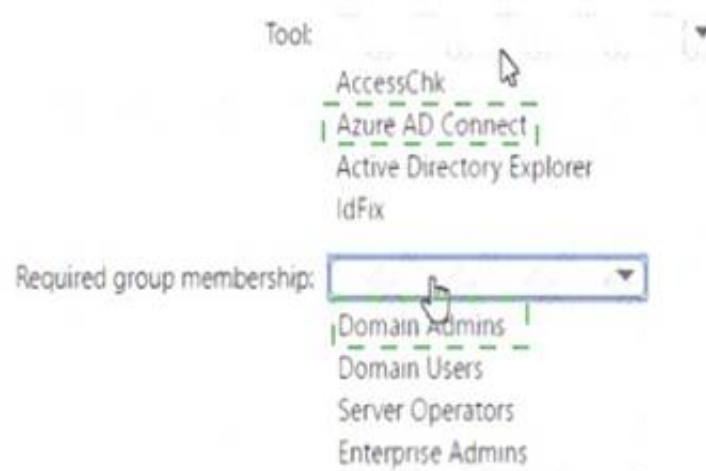 Tool:
AccessChk
Azure AD Connect
Active Directory Explorer
IdFix
Required group membership:
Domain Admins
Domain Users
Server Operators
Enterprise Admins